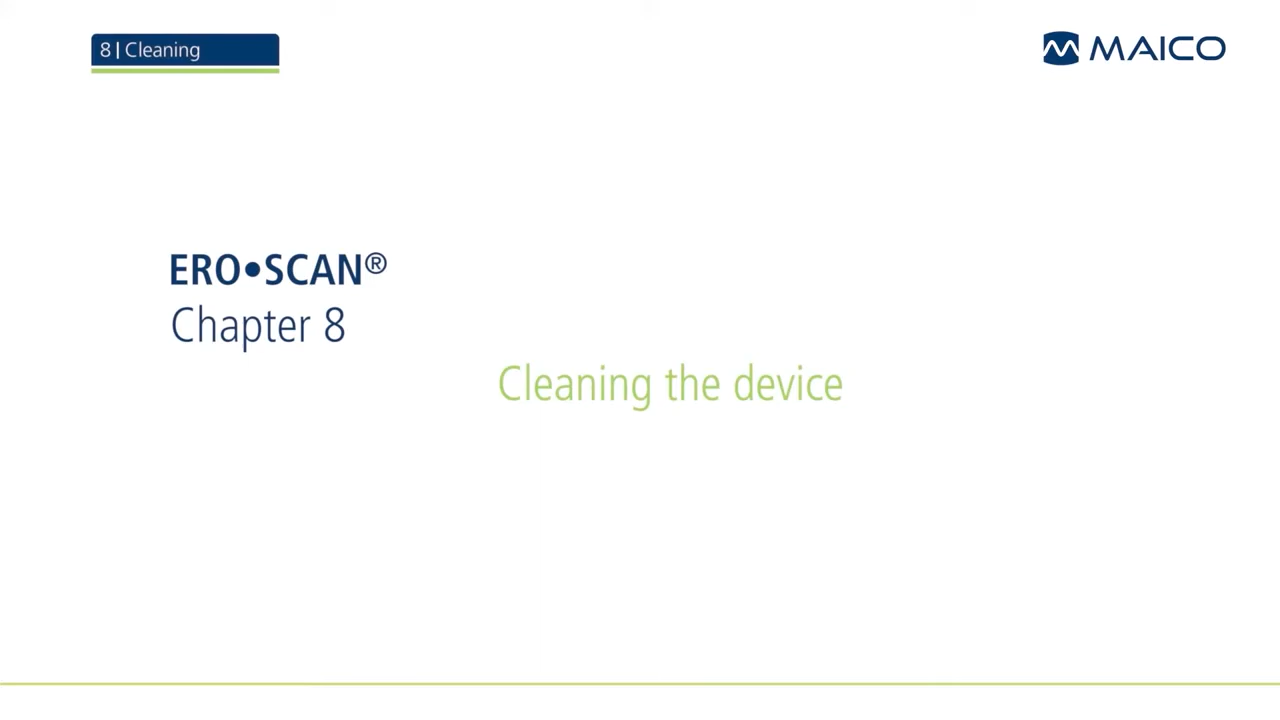 8 | Cleaning
MAICO
ERO•SCAN®
Chapter 8
Cleaning the device